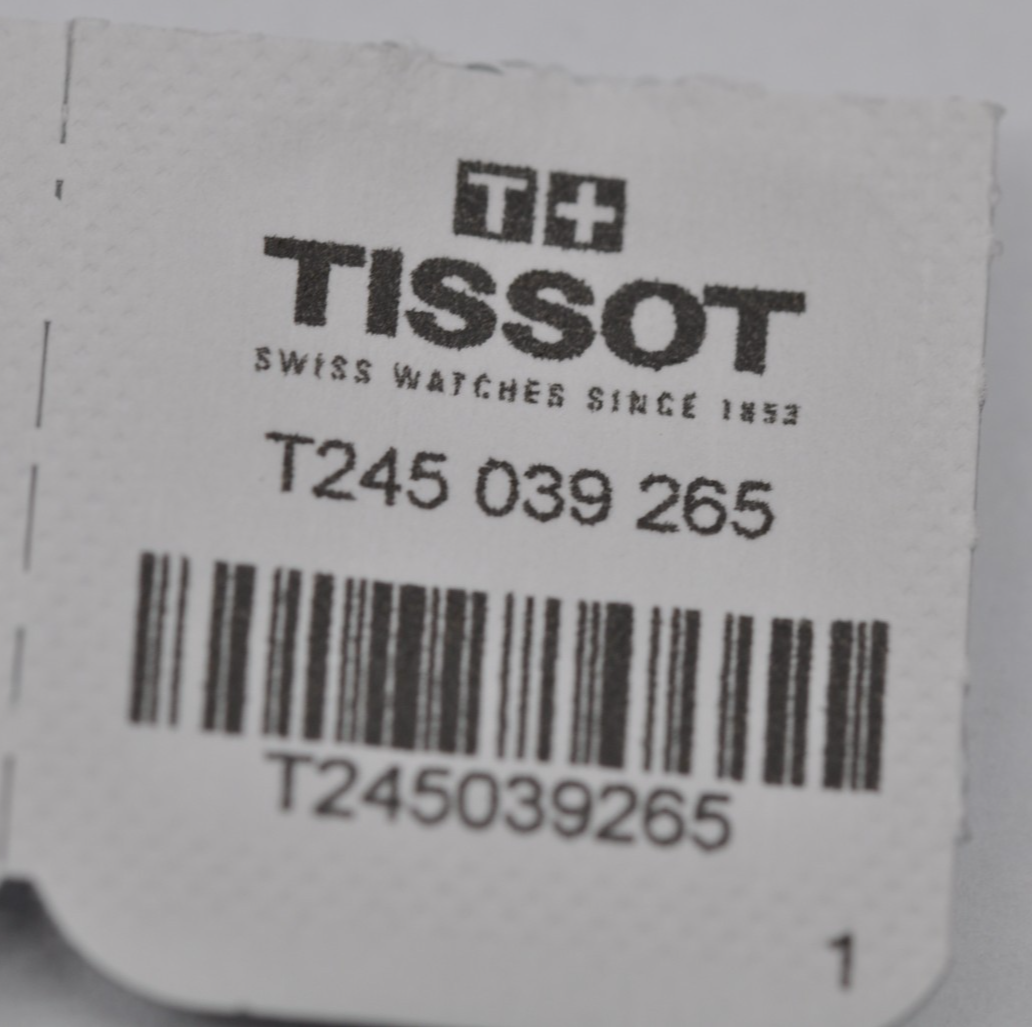 T+
TISSOT
SWISS WATCHES SINCE 1853
T245 039 265
T245039265
1